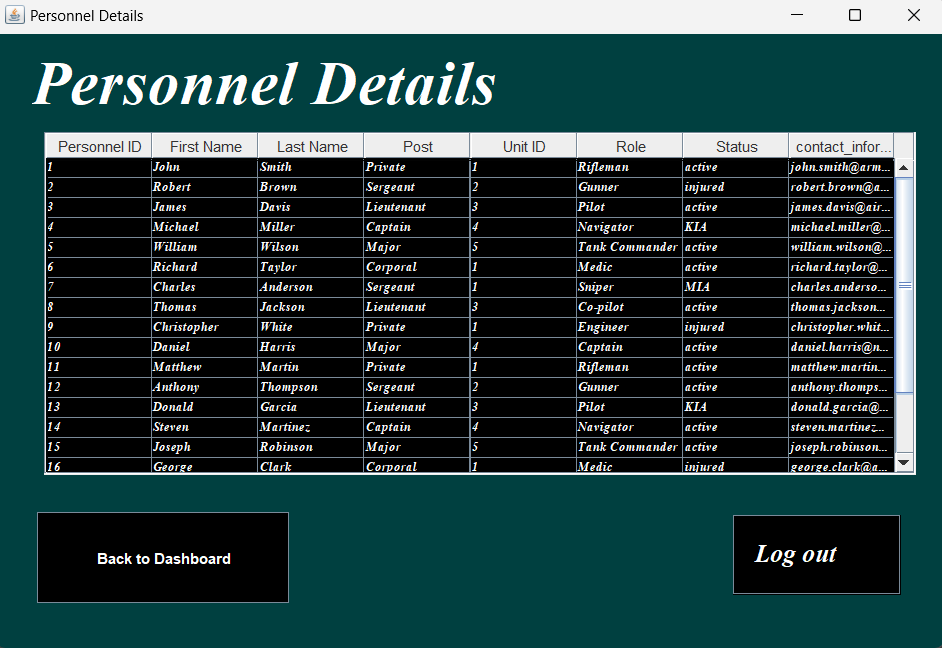 Personnel Details
Personnel Details
Personnel ID First Name Last Name Post Unit ID Role Status contact_infor...
1 John Smith Private 1 Rifleman active john.smith@arm...
2 Robert Brown Sergeant 2 Gunner injured robert.brown@a...
3 James Davis Lieutenant 3 Pilot active james.davis@air...
4 Michael Miller Captain 4 Navigator KIA michael.miller@...
5 William Wilson Major 5 Tank Commander active william.wilson@...
6 Richard Taylor Corporal 1 Medic active richard.taylor@...
7 Charles Anderson Sergeant 1 Sniper MIA charles.anderso...
8 Thomas Jackson Lieutenant 3 Co-pilot active thomas.jackson...
9 Christopher White Private 1 Engineer injured christopher.whit...
10 Daniel Harris Major 4 Captain active daniel.harris@n...
11 Matthew Martin Private 1 Rifleman active matthew.martin...
12 Anthony Thompson Sergeant 2 Gunner active anthony.thomps...
13 Donald Garcia Lieutenant 3 Pilot KIA donald.garcia@...
14 Steven Martinez Captain 4 Navigator active steven.martinez...
15 Joseph Robinson Major 5 Tank Commander active joseph.robinson...
16 George Clark Corporal 1 Medic injured george.clark@a...
Back to Dashboard
Log out